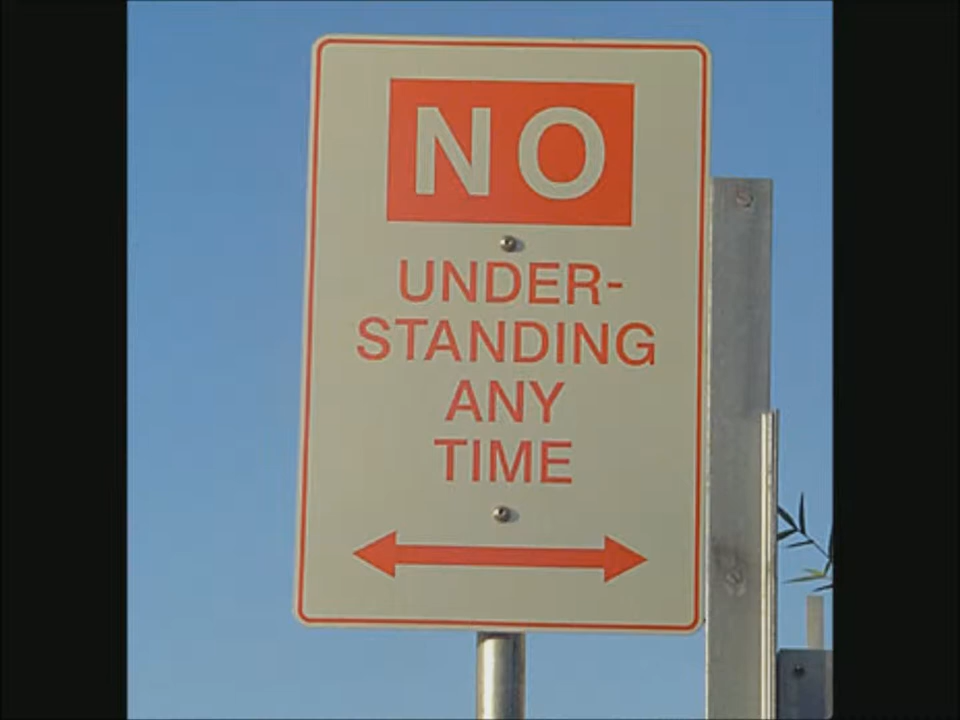 NO
UNDER-
STANDING
ANY
TIME